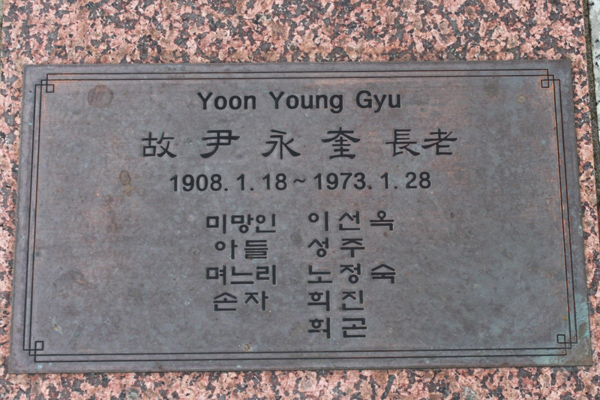 Yoon Young Gyu
故 尹 永 奎 長老
1908.1.18~1973.1.28
미망인 이선옥
아들 성주
며느리 노정숙
손자 희진
희곤